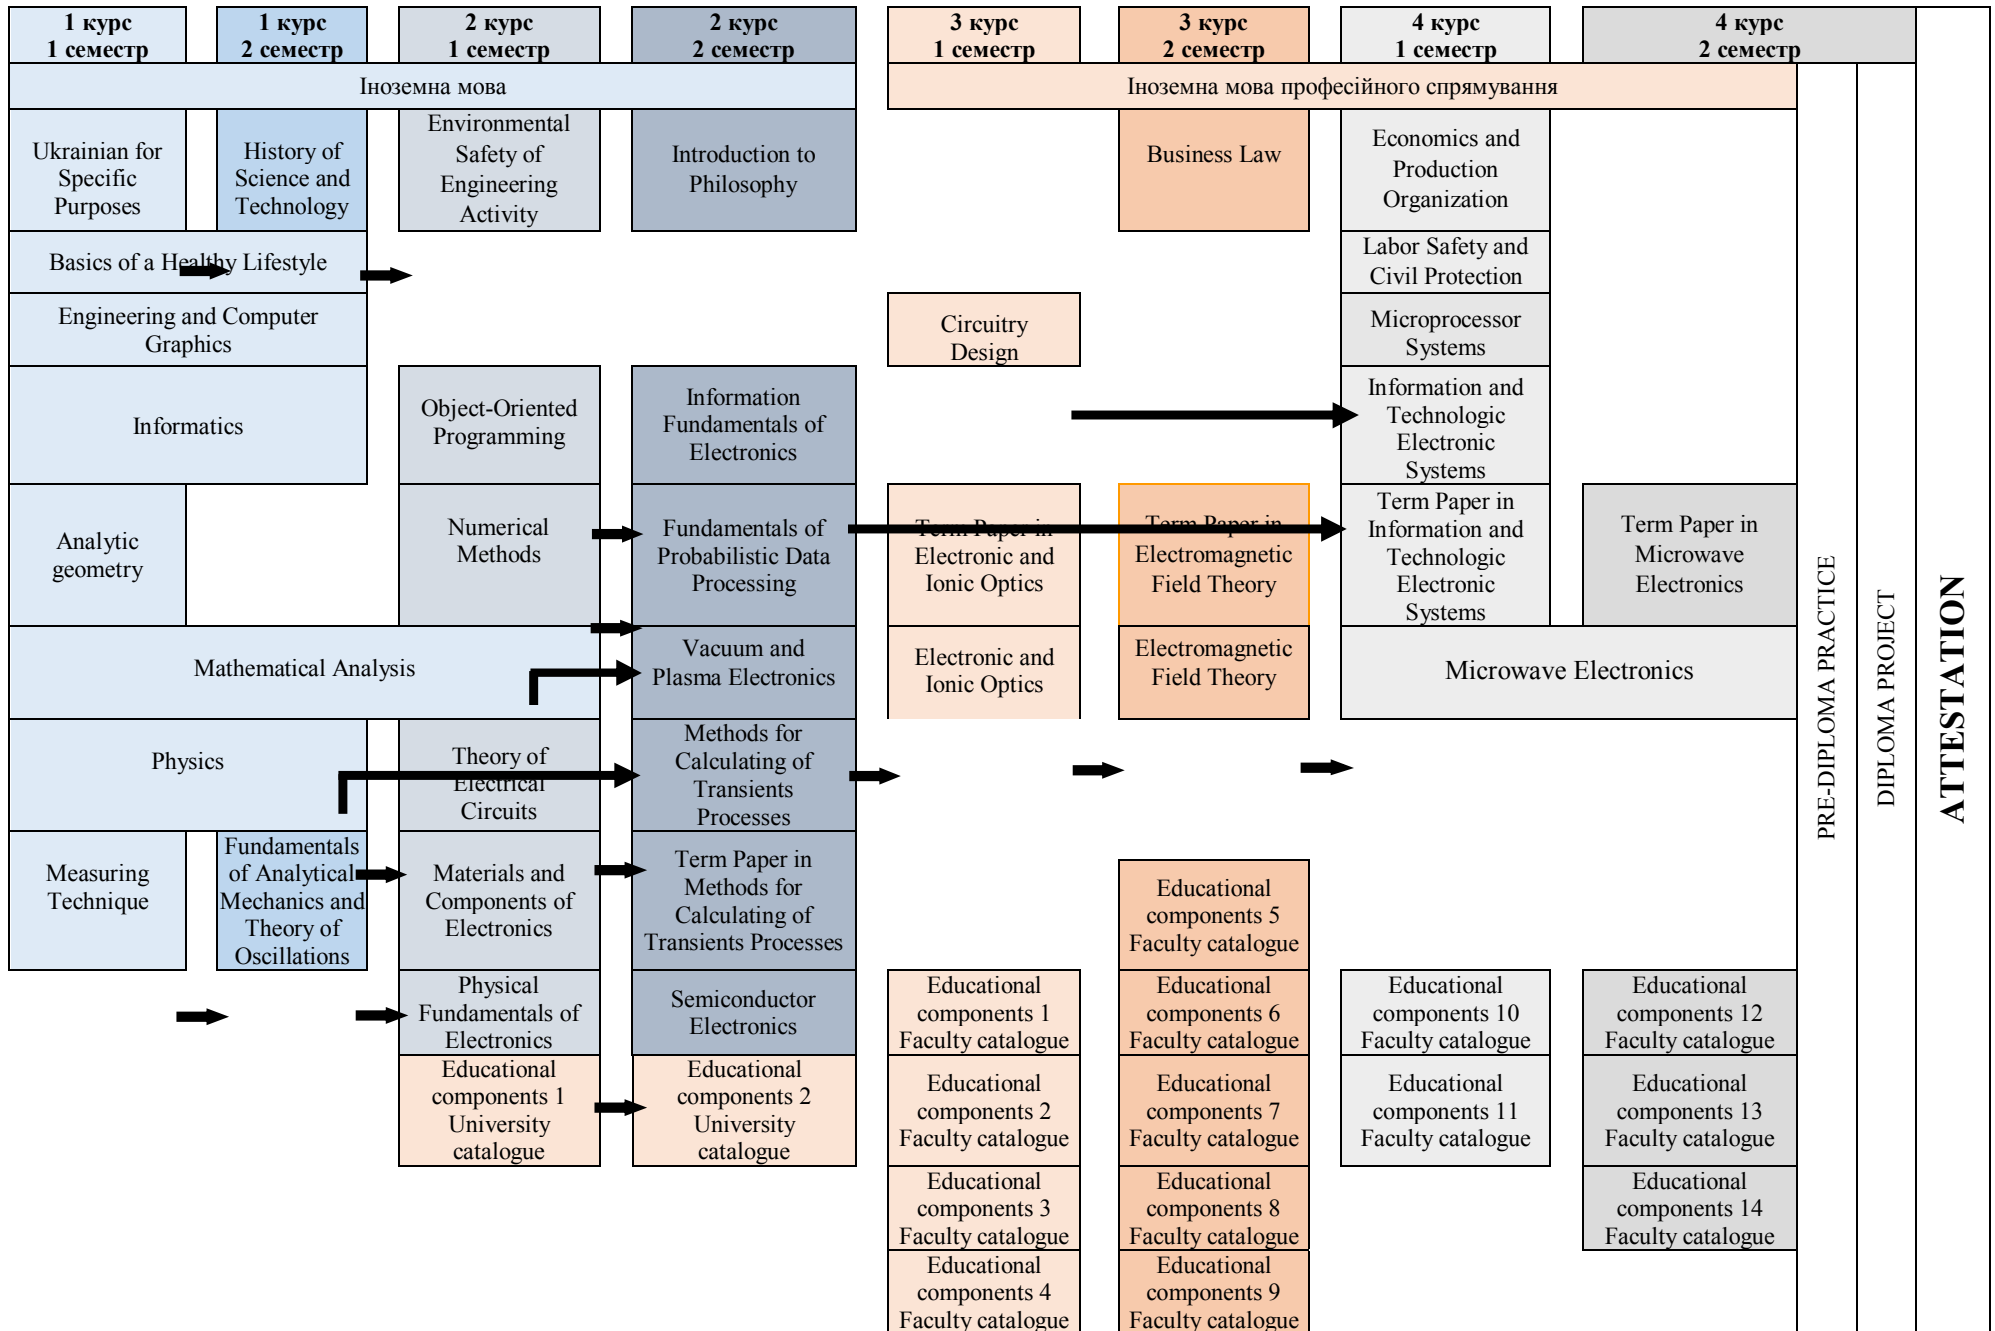 1 курс
1 семестр
1 курс
2 семестр
2 курс
1 семестр
2 курс
2 семестр
3 курс
1 семестр
3 курс
2 семестр
4 курс
1 семестр
4 курс
2 семестр
Іноземна мова
Іноземна мова професійного спрямування
Ukrainian for
Specific
Purposes
History of
Science and
Technology
Environmental
Safety of
Engineering
Activity
Introduction to
Philosophy
Business Law
Economics and
Production
Organization
Basics of a Healthy Lifestyle
Labor Safety and
Civil Protection
Engineering and Computer
Graphics
Circuitry
Design
Microprocessor
Systems
Informatics
Object-Oriented
Programming
Information
Fundamentals of
Electronics
Information and
Technologic
Electronic
Systems
Analytic
geometry
Numerical
Methods
Fundamentals of
Probabilistic Data
Processing
Term Paper in
Electronic and
Ionic Optics
Term Paper in
Electromagnetic
Field Theory
Term Paper in
Information and
Technologic
Electronic
Systems
Term Paper in
Microwave
Electronics
Mathematical Analysis
Vacuum and
Plasma Electronics
Electronic and
Ionic Optics
Electromagnetic
Field Theory
Microwave Electronics
Physics
Theory of
Electrical
Circuits
Methods for
Calculating of
Transients
Processes
Measuring
Technique
Fundamentals
of Analytical
Mechanics and
Theory of
Oscillations
Materials and
Components of
Electronics
Term Paper in
Methods for
Calculating of
Transients Processes
Educational
components 5
Faculty catalogue
Physical
Fundamentals of
Electronics
Semiconductor
Electronics
Educational
components 1
Faculty catalogue
Educational
components 6
Faculty catalogue
Educational
components 10
Faculty catalogue
Educational
components 12
Faculty catalogue
Educational
components 1
University
catalogue
Educational
components 2
University
catalogue
Educational
components 2
Faculty catalogue
Educational
components 7
Faculty catalogue
Educational
components 11
Faculty catalogue
Educational
components 13
Faculty catalogue
Educational
components 3
Faculty catalogue
Educational
components 8
Faculty catalogue
Educational
components 14
Faculty catalogue
Educational
components 4
Faculty catalogue
Educational
components 9
Faculty catalogue
PRE-DIPLOMA PRACTICE
DIPLOMA PROJECT
ATTESTATION